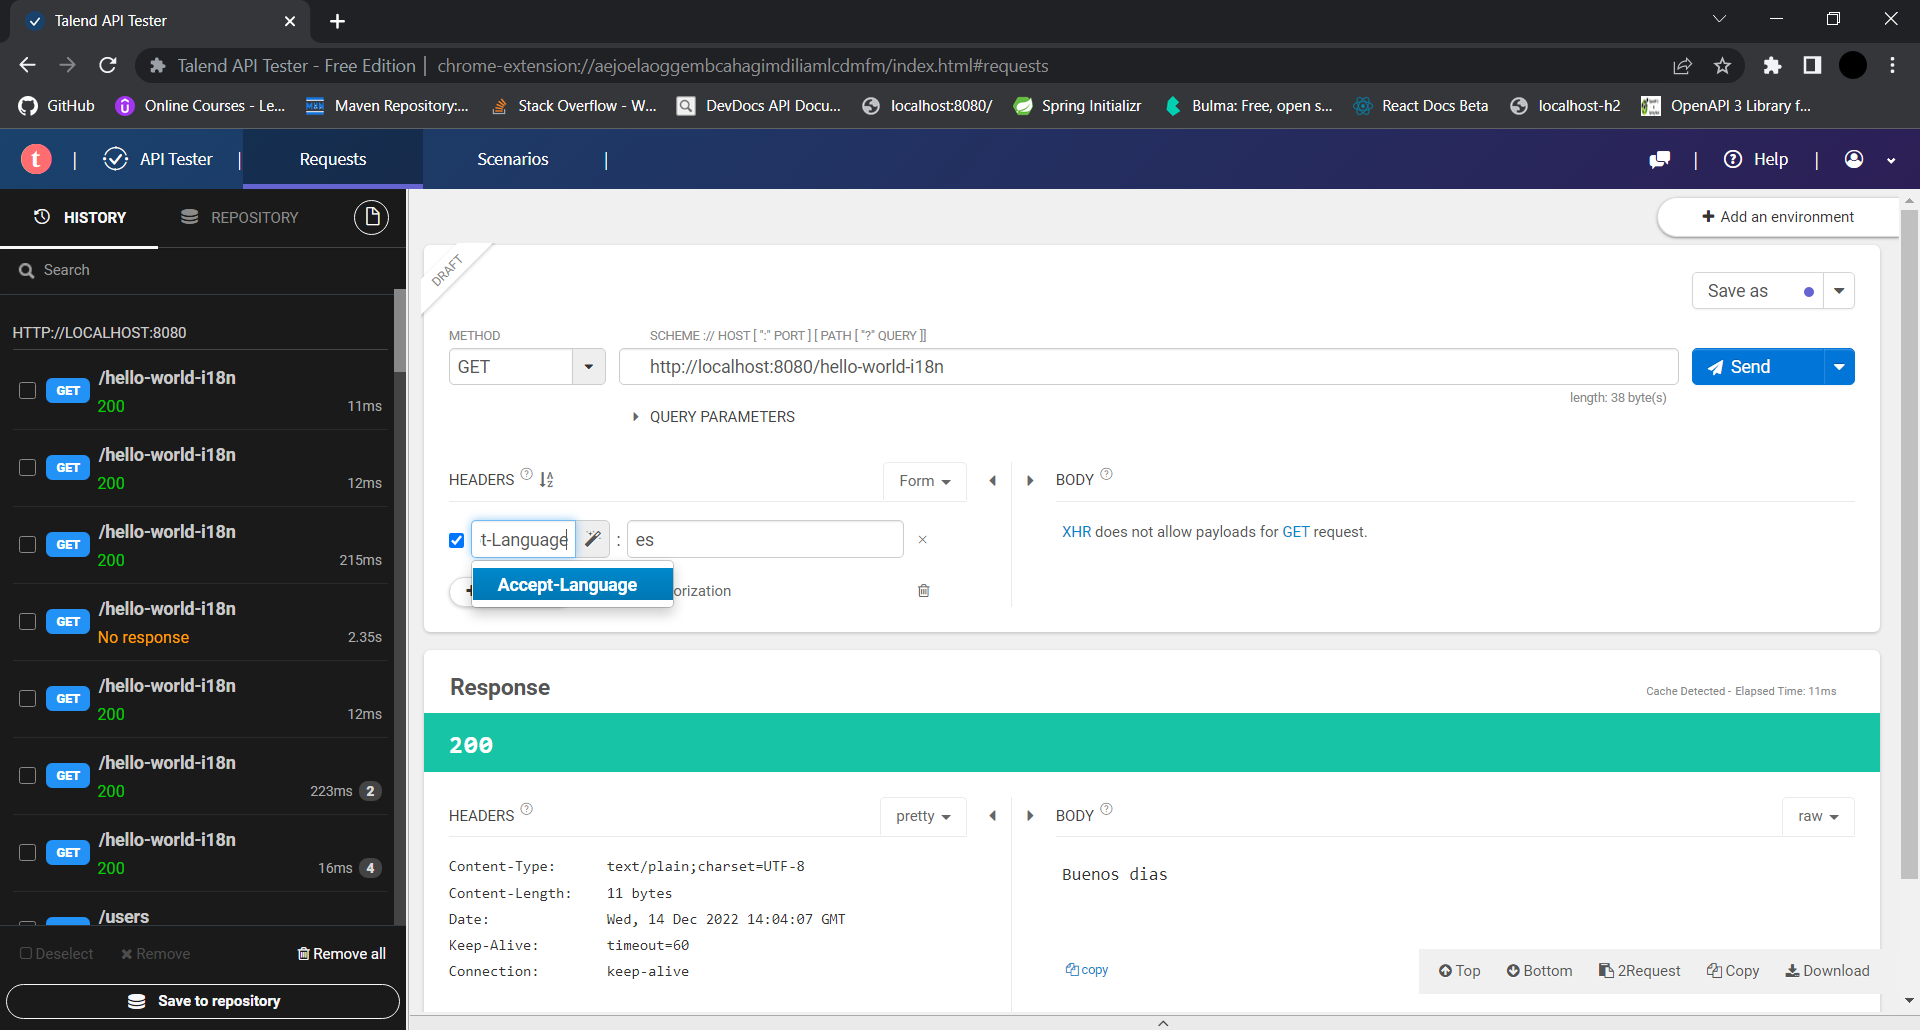 Talend API Tester
Talend API Tester - Free Edition | chrome-extension://aejoelaoggembcahagimdiliamlcdmfm/index.html#requests
GitHub
Online Courses - Le...
Maven Repository:...
Stack Overflow - W...
DevDocs API Docu...
localhost:8080/
Spring Initializr
Bulma: Free, open s...
React Docs Beta
localhost-h2
OpenAPI 3 Library f...
t | API Tester | Requests Scenarios | | Help |
HISTORY REPOSITORY
Search
HTTP://LOCALHOST:8080
GET /hello-world-i18n
200 11ms
GET /hello-world-i18n
200 12ms
GET /hello-world-i18n
200 215ms
GET /hello-world-i18n
No response 2.35s
GET /hello-world-i18n
200 12ms
GET /hello-world-i18n
200 223ms 2
GET /hello-world-i18n
200 16ms 4
/users
Deselect Remove Remove all
Save to repository
Add an environment
DRAFT
Save as
METHOD SCHEME :// HOST [ ":" PORT ] [ PATH [ "?" QUERY ]]
GET http://localhost:8080/hello-world-i18n Send
length: 38 byte(s)
QUERY PARAMETERS
HEADERS ? Form
t-Language : es ×
Accept-Language
orization
BODY ?
XHR does not allow payloads for GET request.
Response
Cache Detected - Elapsed Time: 11ms
200
HEADERS ? pretty
Content-Type: text/plain;charset=UTF-8
Content-Length: 11 bytes
Date: Wed, 14 Dec 2022 14:04:07 GMT
Keep-Alive: timeout=60
Connection: keep-alive
BODY ? raw
Buenos dias
copy
Top Bottom 2Request Copy Download